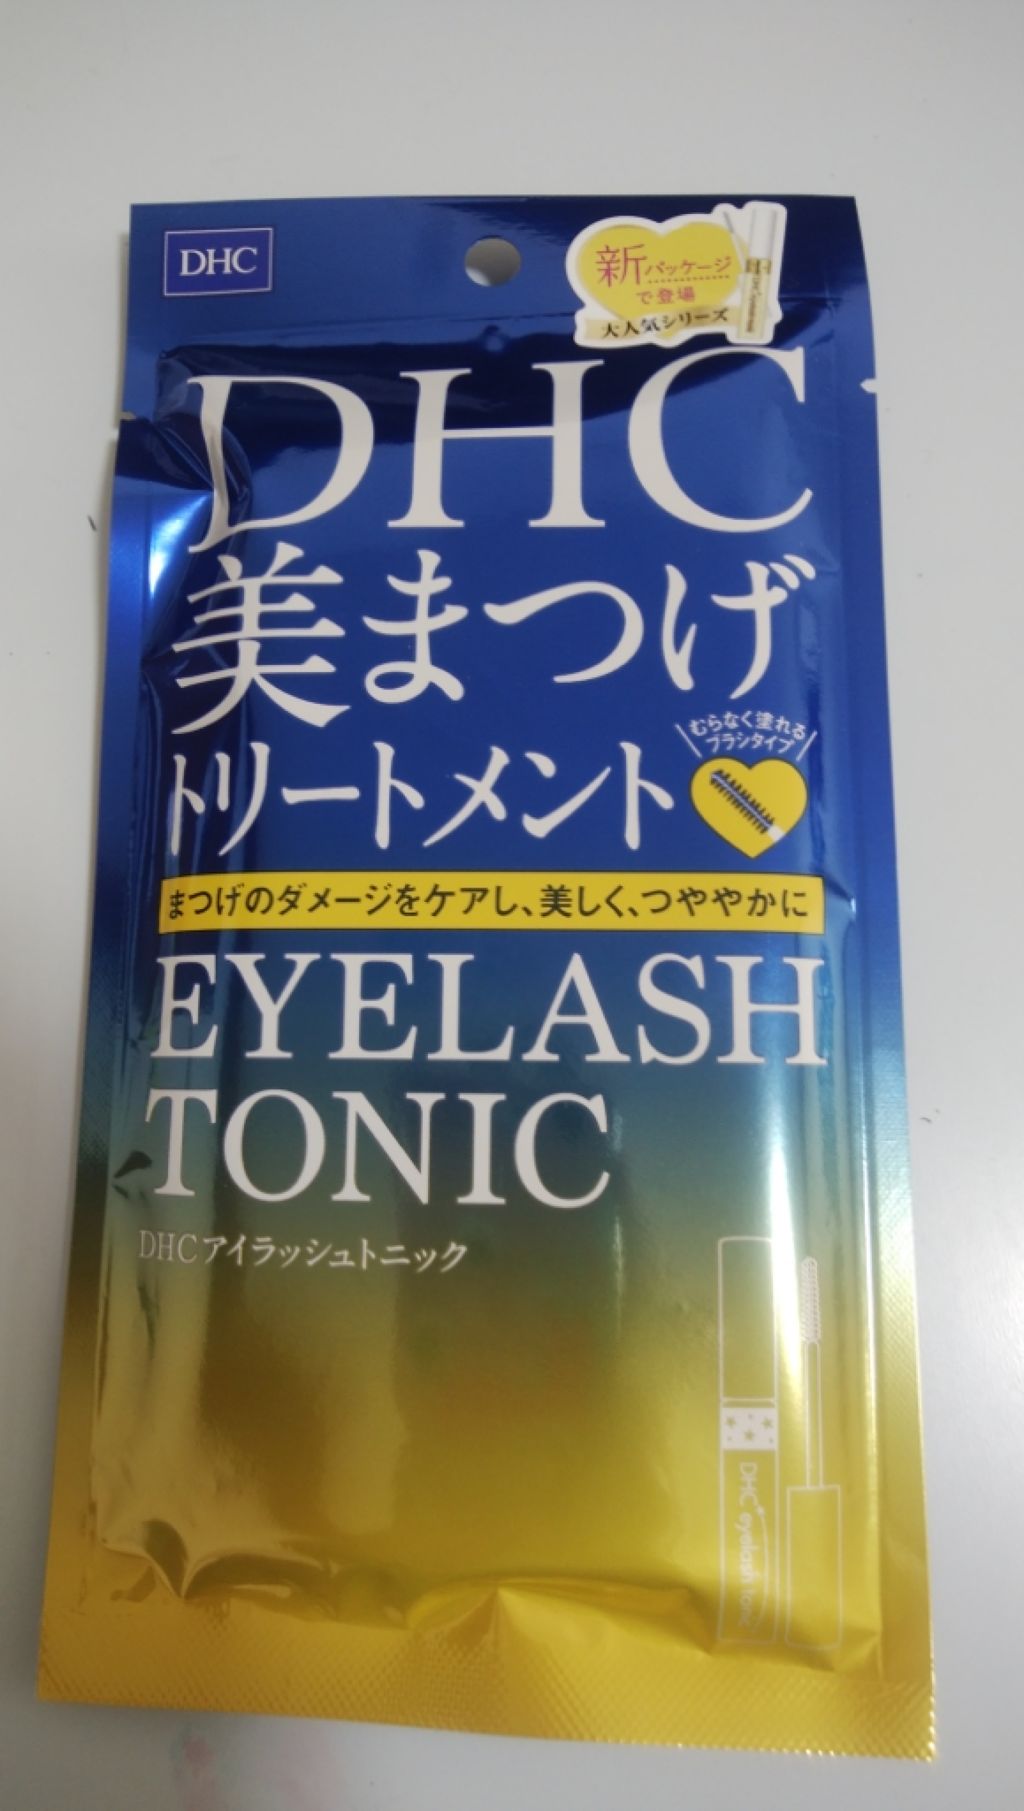 DHC
新パッケージ
で登場
大人気シリーズ
DHC
美まつげ
むらなく塗れる
ブラシタイプ
トリートメント
まつげのダメージをケアし、美しく、つややかに
EYELASH
TONIC
DHCアイラッシュトニック
DHC eyelash tonic